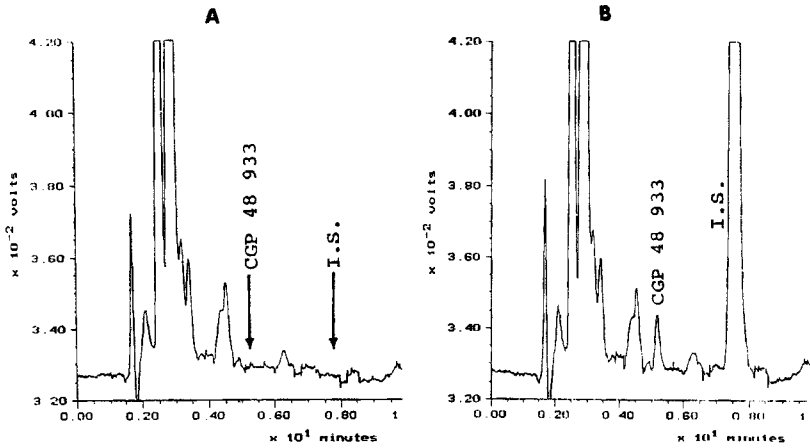 A
4.20
4.00
3.80
3.60
3.40
3.20
× 10⁻² volts
CGP 48 933
I.S.
0.00
0.20
0.40
0.60
0.80
1
× 10¹ minutes
B
4.20
4.00
3.80
3.60
3.40
3.20
× 10⁻² volts
CGP 48 933
I.S.
0.00
0.20
0.40
0.60
0.80
1
× 10¹ minutes